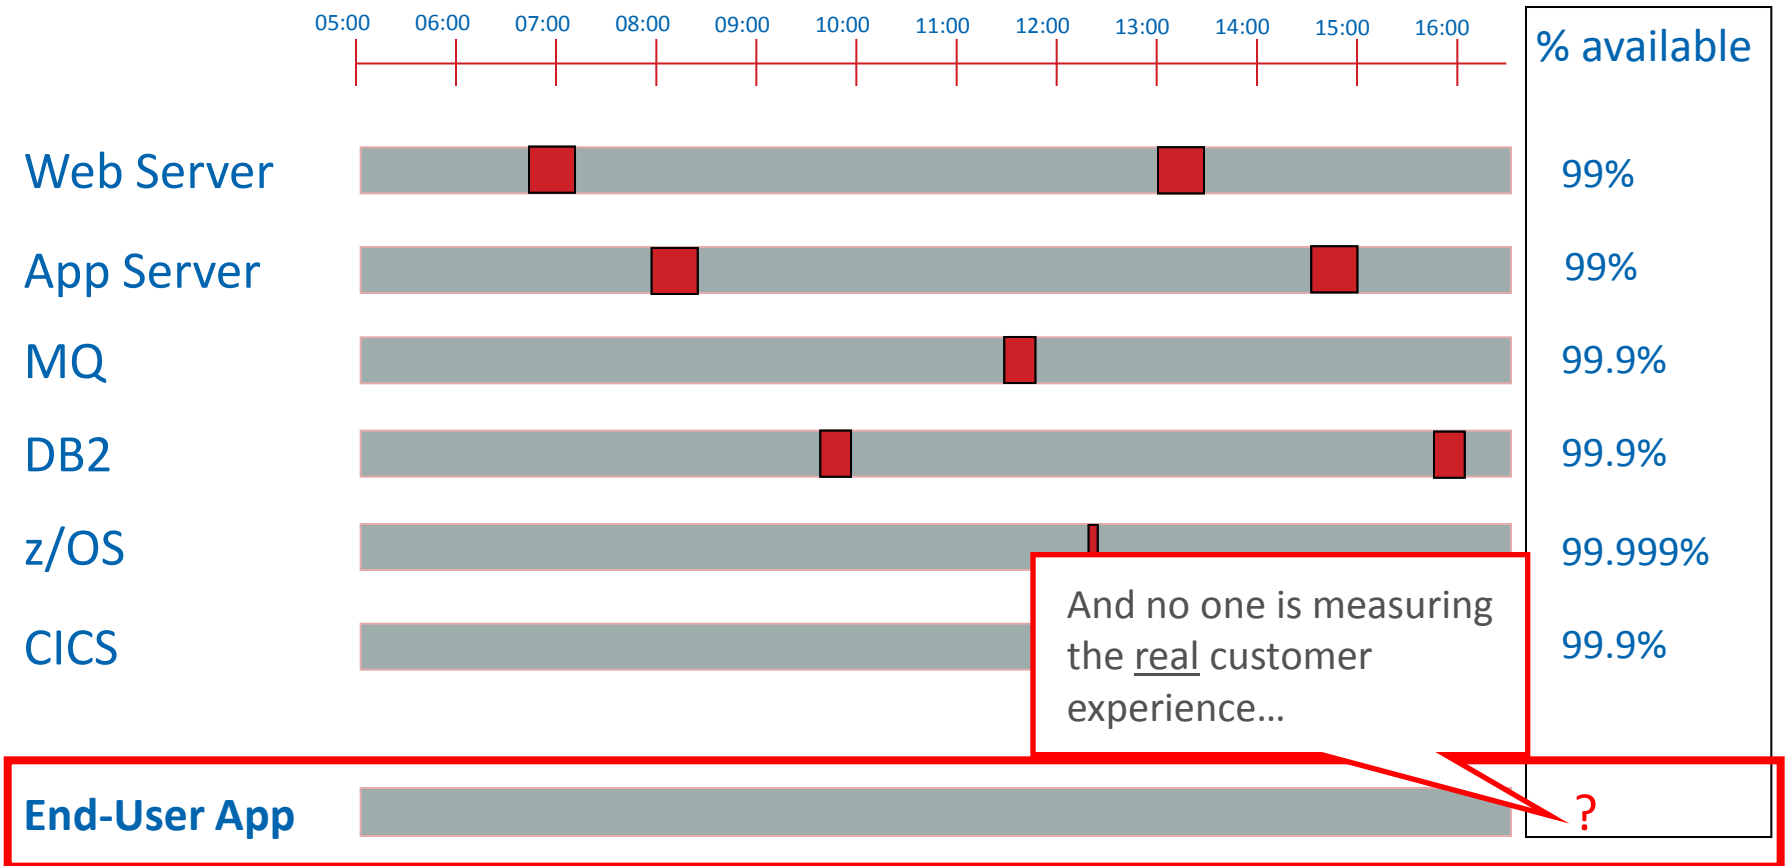 05:00 06:00 07:00 08:00 09:00 10:00 11:00 12:00 13:00 14:00 15:00 16:00
% available
Web Server 99%
App Server 99%
MQ 99.9%
DB2 99.9%
z/OS 99.999%
CICS 99.9%
And no one is measuring
the real customer
experience...
End-User App ?